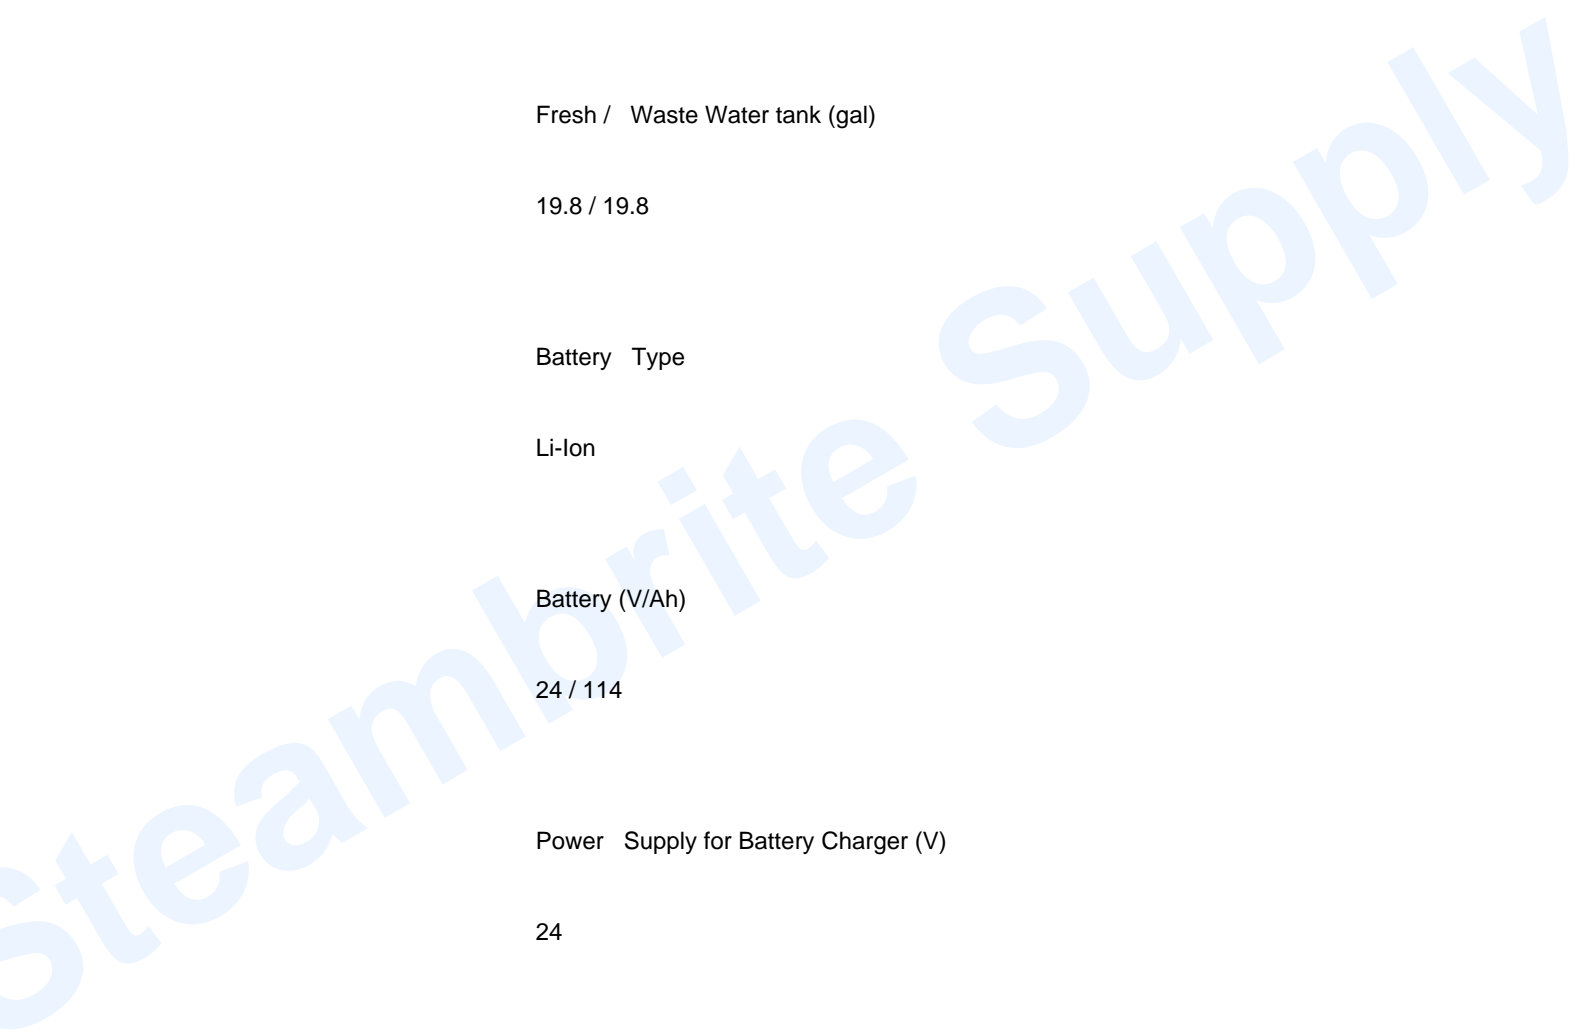 Fresh / Waste Water tank (gal)
19.8 / 19.8
Battery Type
Li-Ion
Battery (V/Ah)
24 / 114
Power Supply for Battery Charger (V)
24
Steambrite Supply